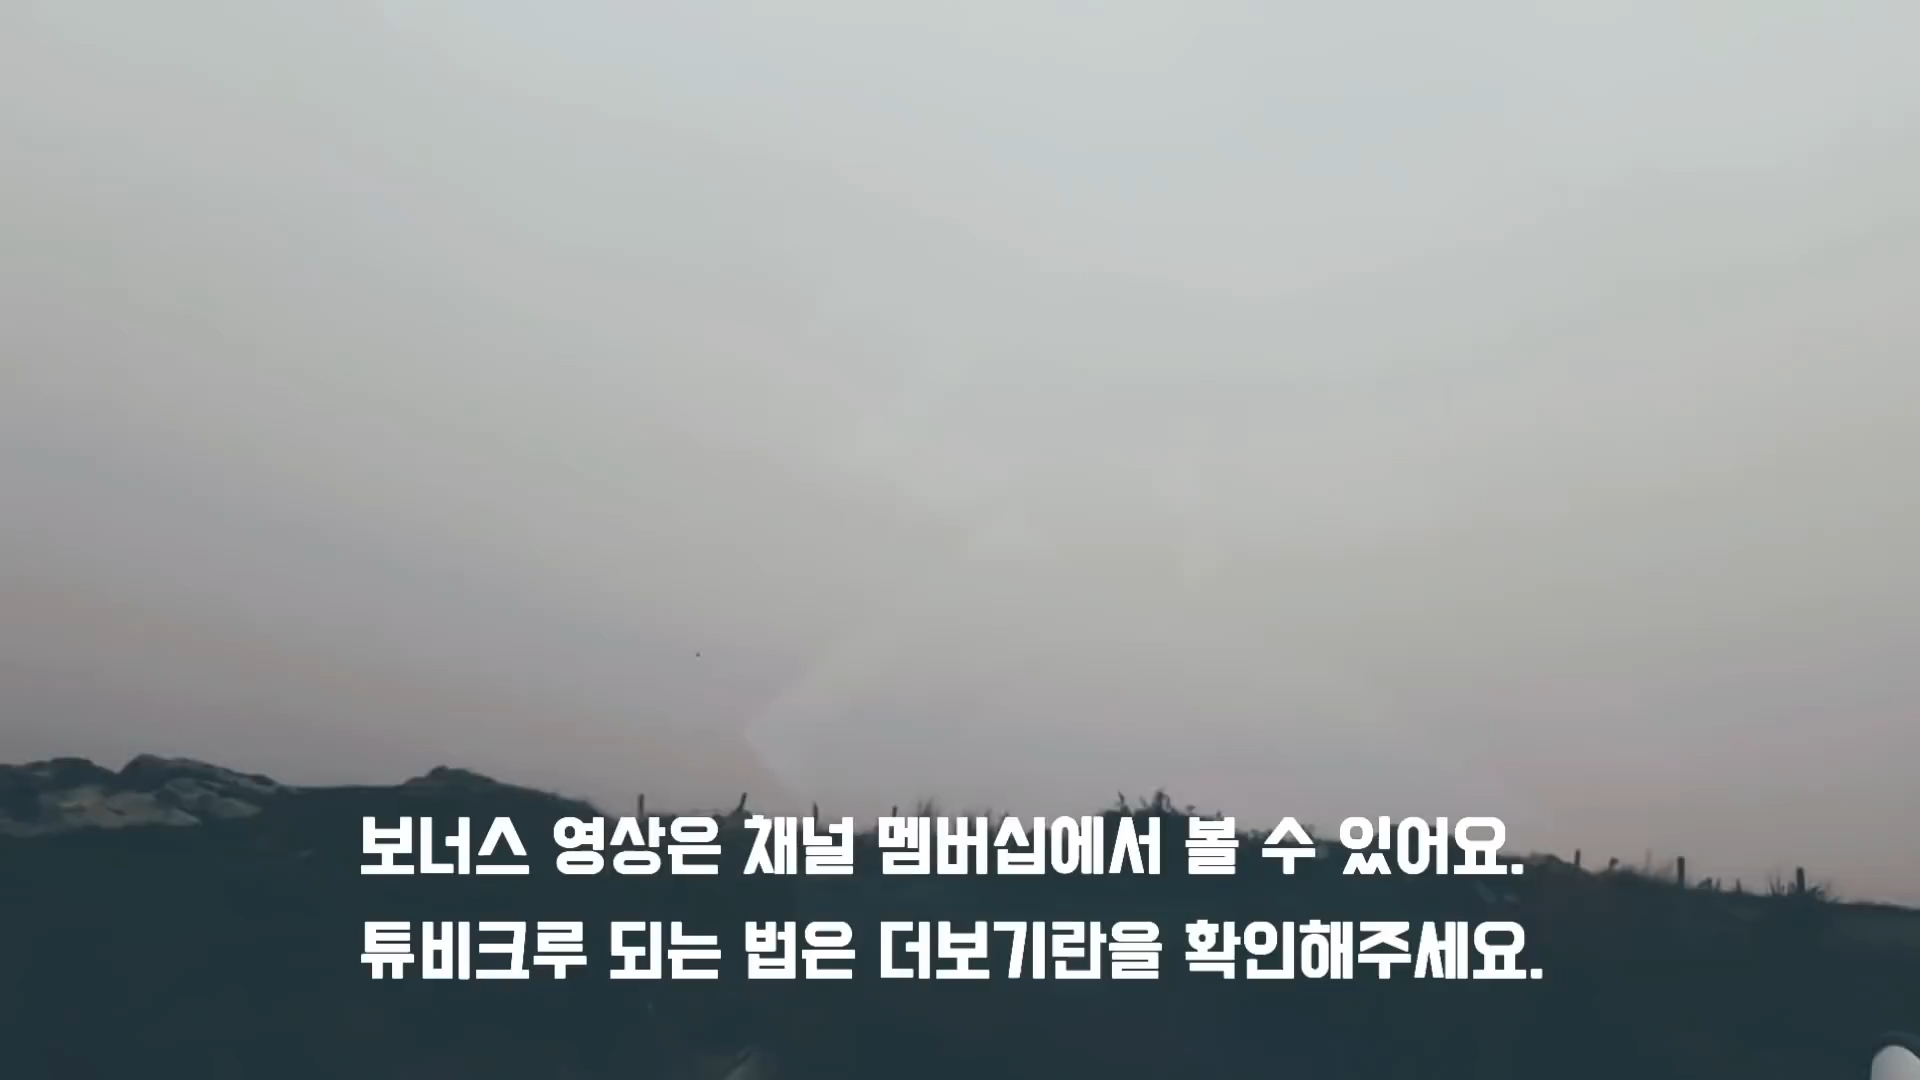 보너스 영상은 채널 멤버십에서 볼 수 있어요.
튜비크루 되는 법은 더보기란을 확인해주세요.